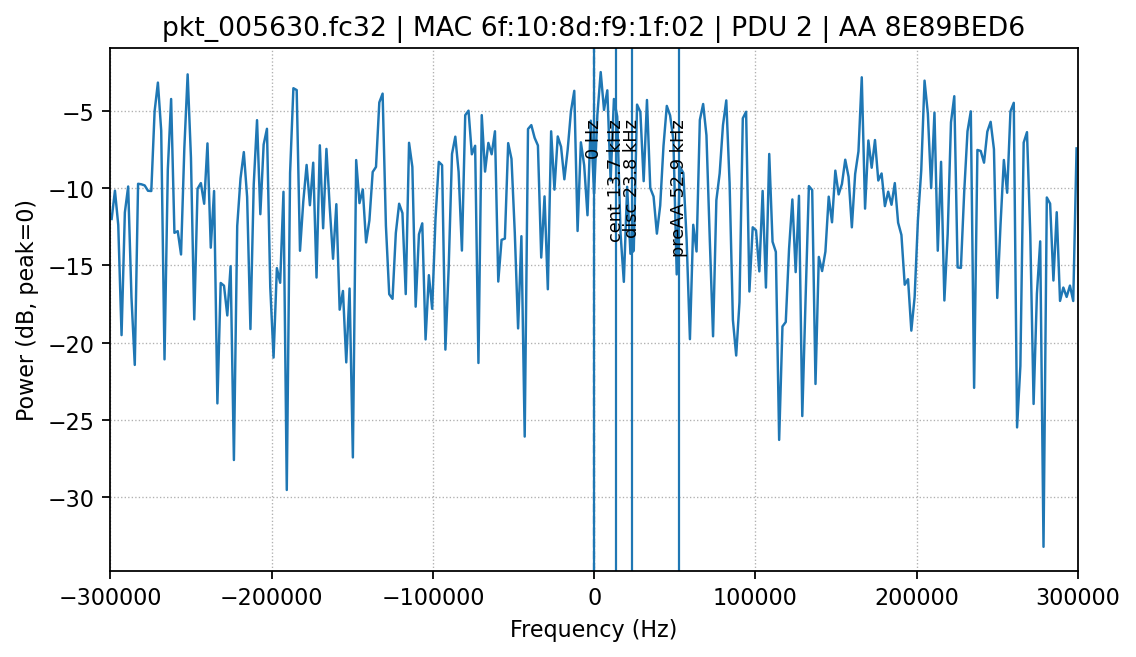 pkt_005630.fc32 | MAC 6f:10:8d:f9:1f:02 | PDU 2 | AA 8E89BED6
Power (dB, peak=0)
−5
−10
−15
−20
−25
−30
0 Hz
cent 13.7 kHz
disc 23.8 kHz
preAA 52.9 kHz
−300000
−200000
−100000
0
100000
200000
300000
Frequency (Hz)